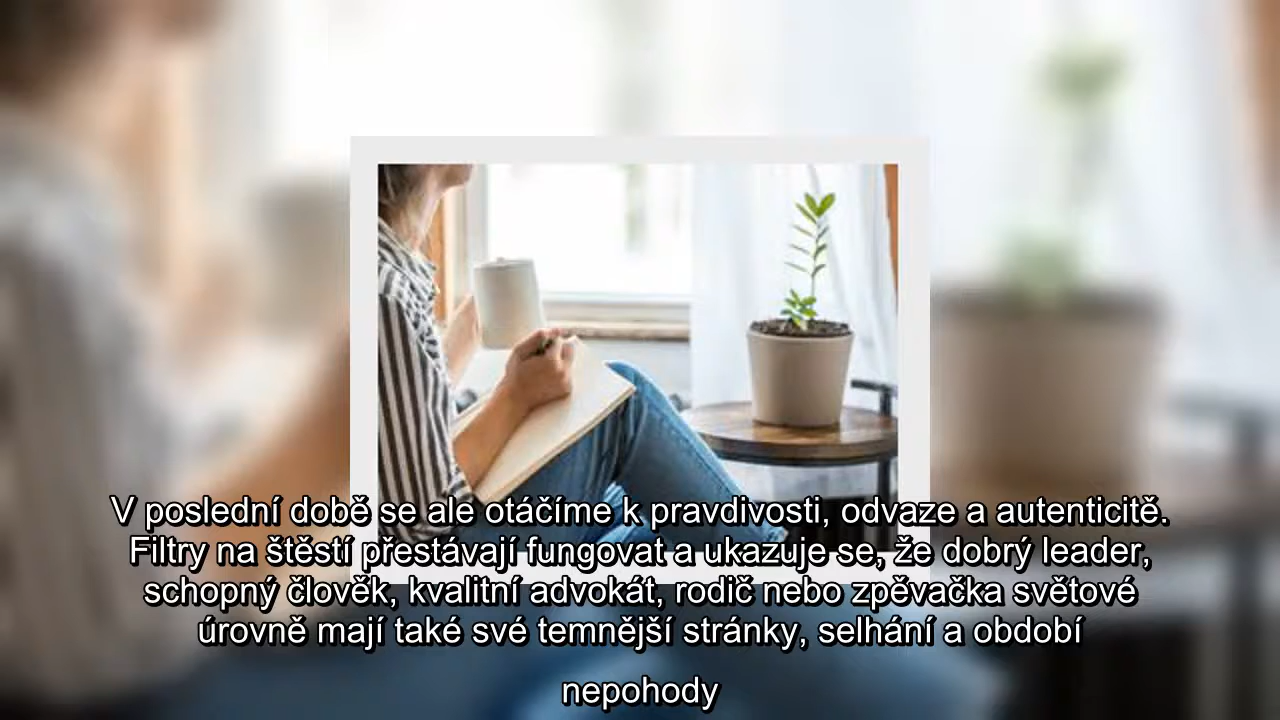 V poslední době se ale otáčíme k pravdivosti, odvaze a autenticitě.
Filtry na štěstí přestávají fungovat a ukazuje se, že dobrý leader,
schopný člověk, kvalitní advokát, rodič nebo zpěvačka světové
úrovně mají také své temnější stránky, selhání a období
nepohody